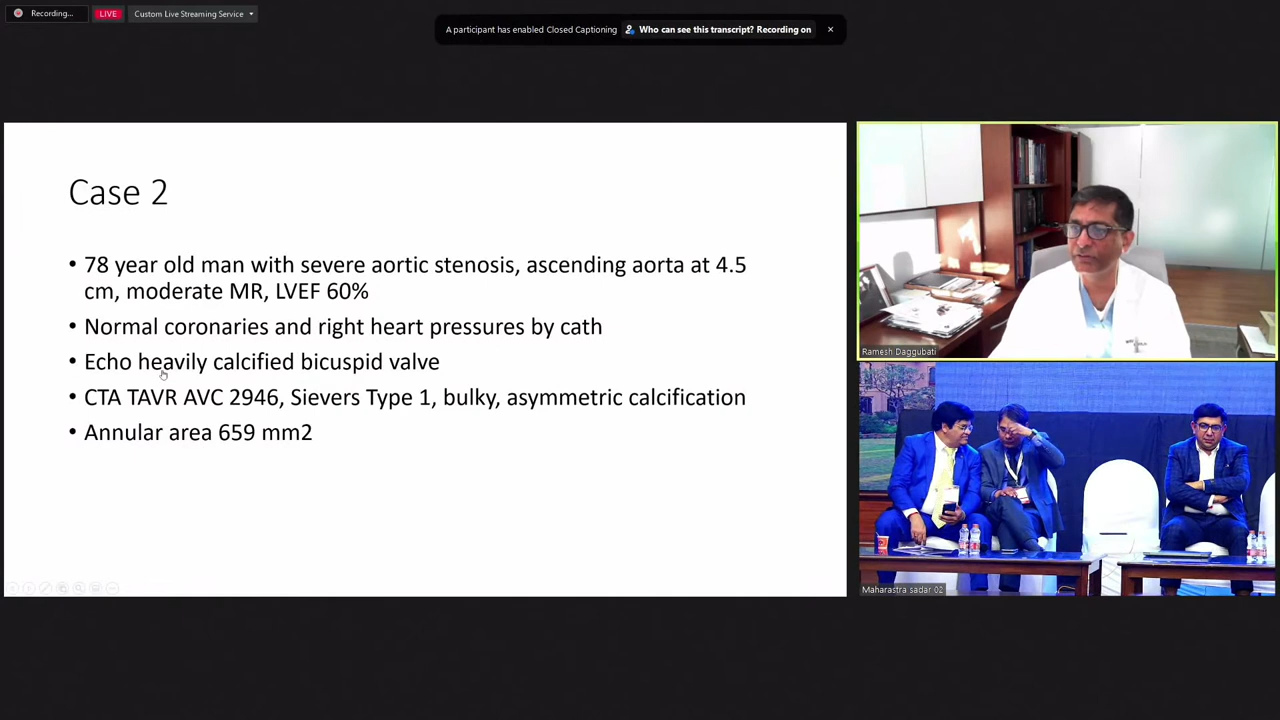 Recording...
LIVE
Custom Live Streaming Service
A participant has enabled Closed Captioning
Who can see this transcript? Recording on
Case 2
• 78 year old man with severe aortic stenosis, ascending aorta at 4.5
cm, moderate MR, LVEF 60%
• Normal coronaries and right heart pressures by cath
• Echo heavily calcified bicuspid valve
• CTA TAVR AVC 2946, Sievers Type 1, bulky, asymmetric calcification
• Annular area 659 mm2
Ramesh Daggubati
Maharastra sadar 02